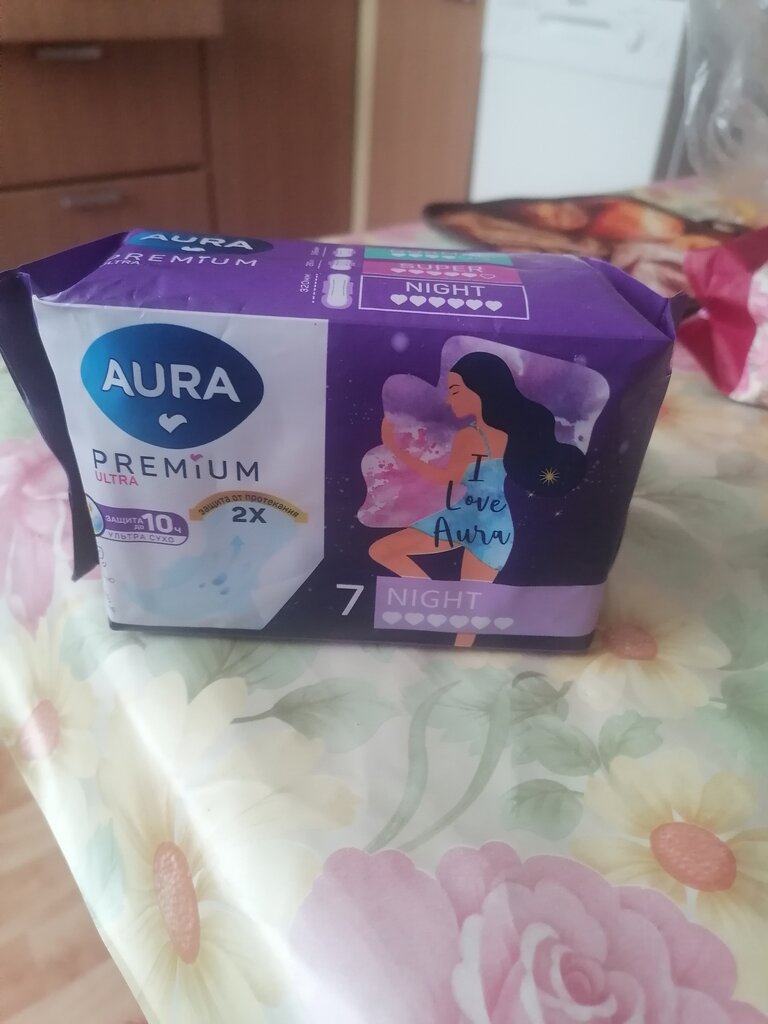 AURA
PREMIUM
ULTRA
320мм
SUPER
NIGHT
AURA
PREMIUM
ULTRA
защита от протекания
2X
ЗАЩИТА
ДО 10 Ч
УЛЬТРА СУХО
I
Love
Aura
7 NIGHT